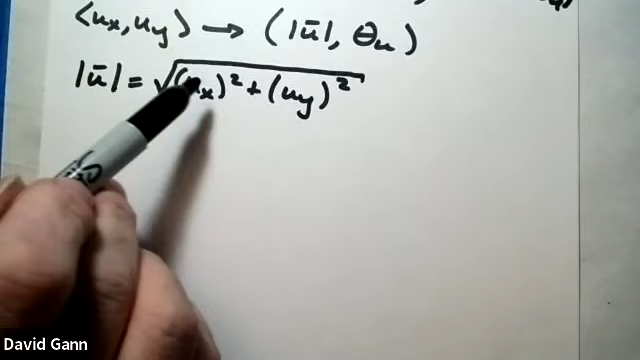 ⟨ux, uy⟩ → (|ū|, θu)
|ū| = √(ux)² + (uy)²
David Gann